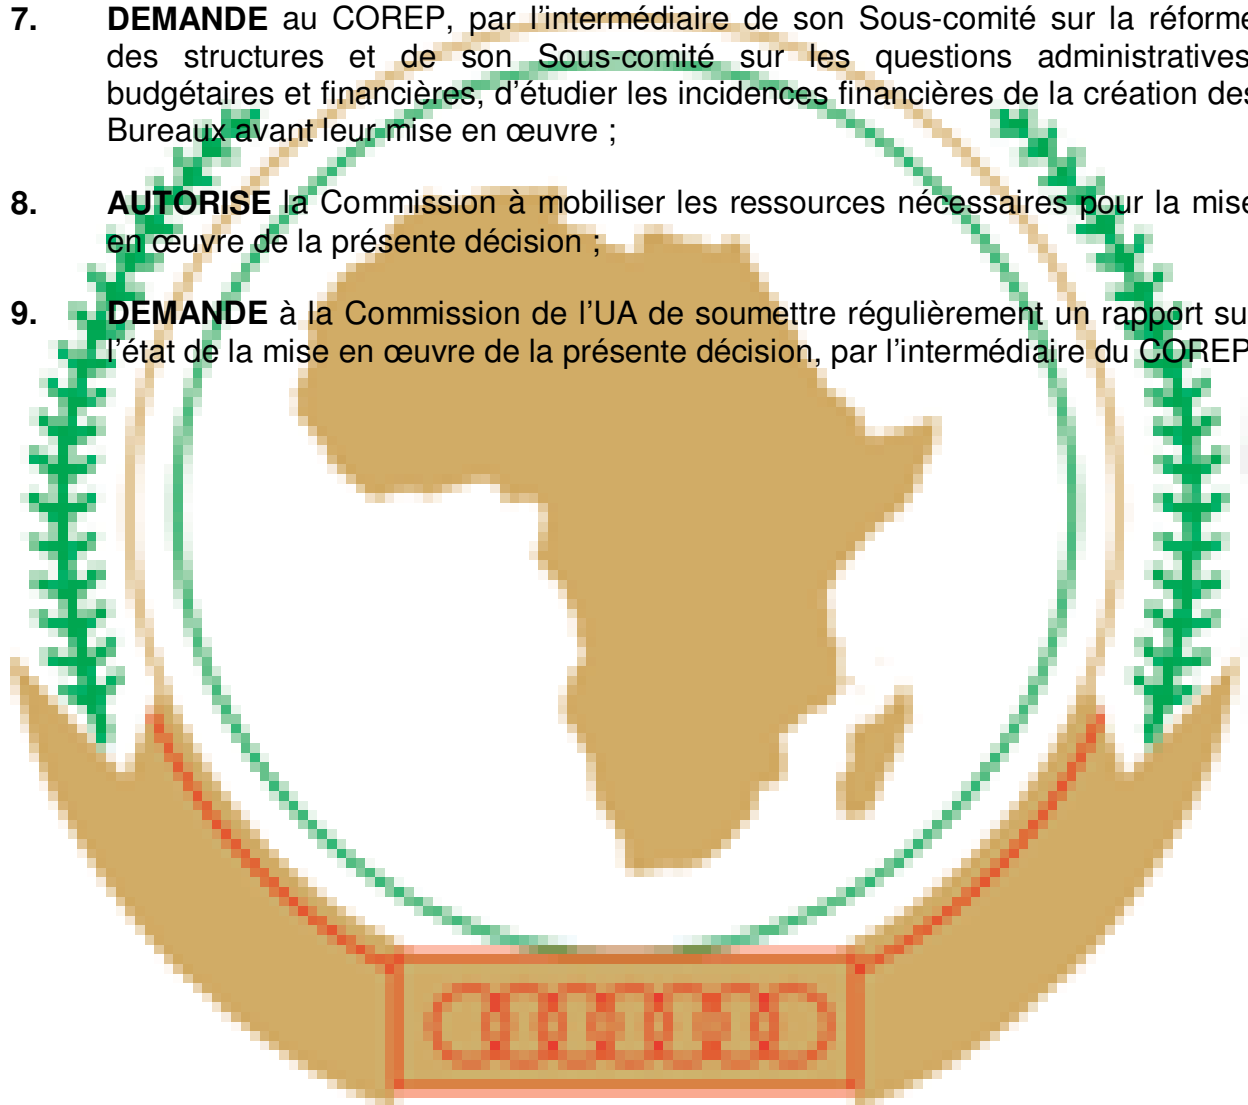 7. DEMANDE au COREP, par l’intermédiaire de son Sous-comité sur la réforme
des structures et de son Sous-comité sur les questions administratives
budgétaires et financières, d’étudier les incidences financières de la création des
Bureaux avant leur mise en œuvre ;
8. AUTORISE la Commission à mobiliser les ressources nécessaires pour la mise
en œuvre de la présente décision ;
9. DEMANDE à la Commission de l’UA de soumettre régulièrement un rapport su
l’état de la mise en œuvre de la présente décision, par l’intermédiaire du COREP